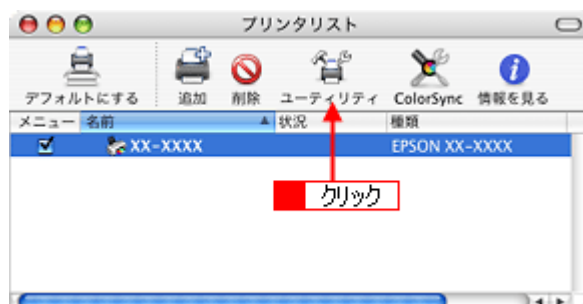 プリンタリスト
デフォルトにする 追加 削除 ユーティリティ ColorSync 情報を見る
メニュー 名前 状況 種類
XX-XXXX EPSON XX-XXXX
クリック